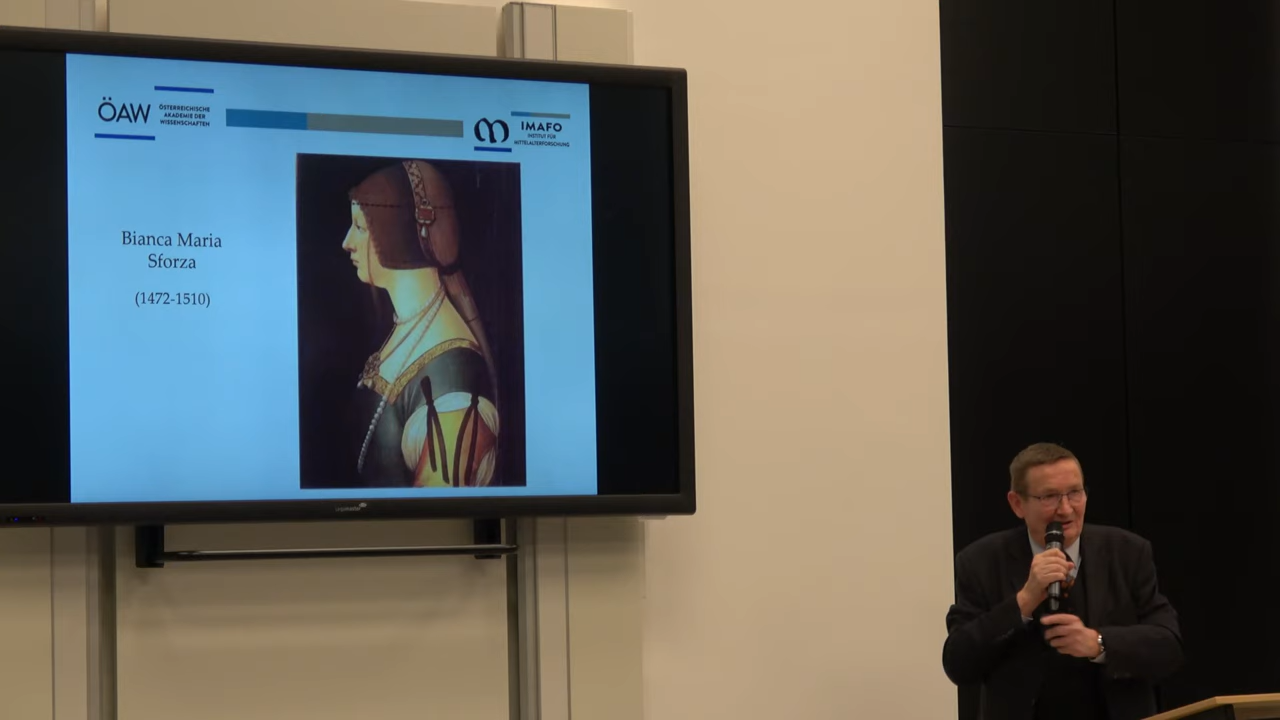 ÖAW
ÖSTERREICHISCHE
AKADEMIE DER
WISSENSCHAFTEN
IMAFO
INSTITUT FÜR
MITTELALTERFORSCHUNG
Bianca Maria
Sforza
(1472-1510)